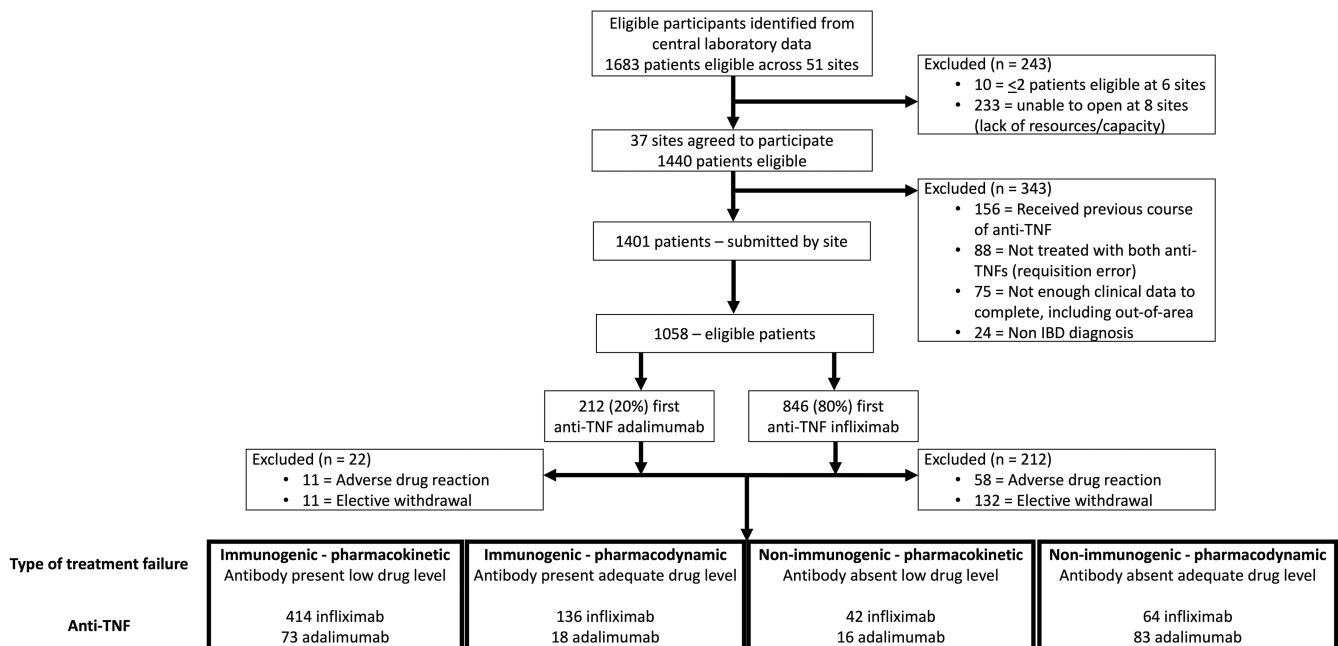 Eligible participants identified from
central laboratory data
1683 patients eligible across 51 sites
Excluded (n = 243)
• 10 = <2 patients eligible at 6 sites
• 233 = unable to open at 8 sites
(lack of resources/capacity)
37 sites agreed to participate
1440 patients eligible
Excluded (n = 343)
• 156 = Received previous course
of anti-TNF
• 88 = Not treated with both anti-
TNFs (requisition error)
• 75 = Not enough clinical data to
complete, including out-of-area
• 24 = Non IBD diagnosis
1401 patients – submitted by site
1058 – eligible patients
212 (20%) first
anti-TNF adalimumab
846 (80%) first
anti-TNF infliximab
Excluded (n = 22)
• 11 = Adverse drug reaction
• 11 = Elective withdrawal
Excluded (n = 212)
• 58 = Adverse drug reaction
• 132 = Elective withdrawal
Type of treatment failure
Immunogenic - pharmacokinetic
Antibody present low drug level
Immunogenic - pharmacodynamic
Antibody present adequate drug level
Non-immunogenic - pharmacokinetic
Antibody absent low drug level
Non-immunogenic - pharmacodynamic
Antibody absent adequate drug level
Anti-TNF
414 infliximab
73 adalimumab
136 infliximab
18 adalimumab
42 infliximab
16 adalimumab
64 infliximab
83 adalimumab